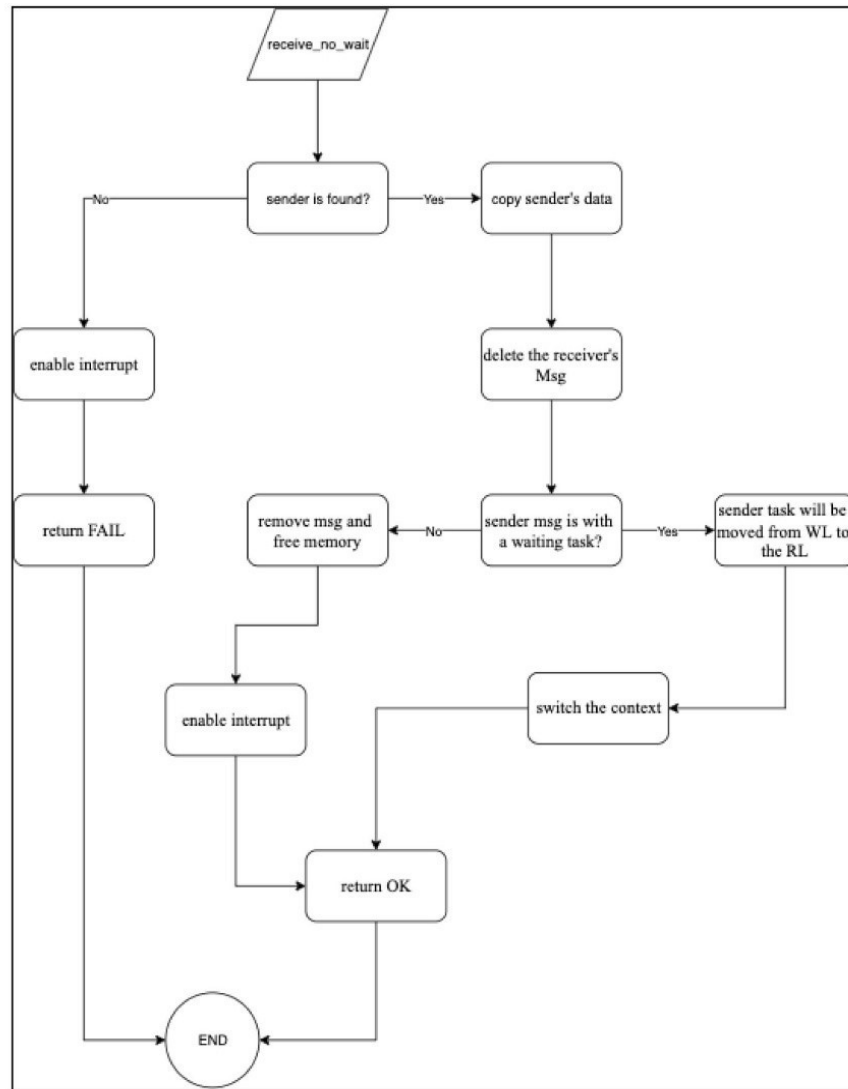 receive_no_wait
sender is found?
No
Yes
copy sender's data
enable interrupt
delete the receiver's
Msg
return FAIL
remove msg and
free memory
No
sender msg is with
a waiting task?
Yes
sender task will be
moved from WL to
the RL
enable interrupt
switch the context
return OK
END